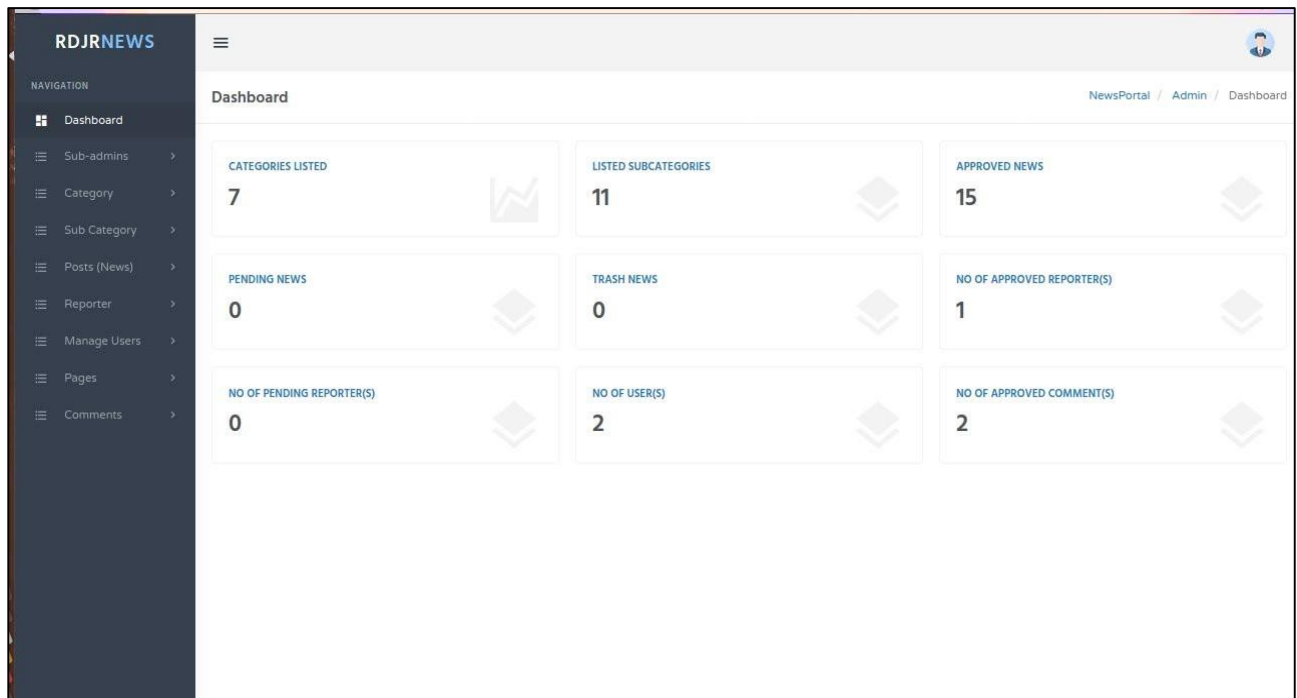 RDJRNEWS
NAVIGATION
Dashboard
Sub-admins
Category
Sub Category
Posts (News)
Reporter
Manage Users
Pages
Comments
Dashboard
NewsPortal / Admin / Dashboard
CATEGORIES LISTED
7
LISTED SUBCATEGORIES
11
APPROVED NEWS
15
PENDING NEWS
0
TRASH NEWS
0
NO OF APPROVED REPORTER(S)
1
NO OF PENDING REPORTER(S)
0
NO OF USER(S)
2
NO OF APPROVED COMMENT(S)
2